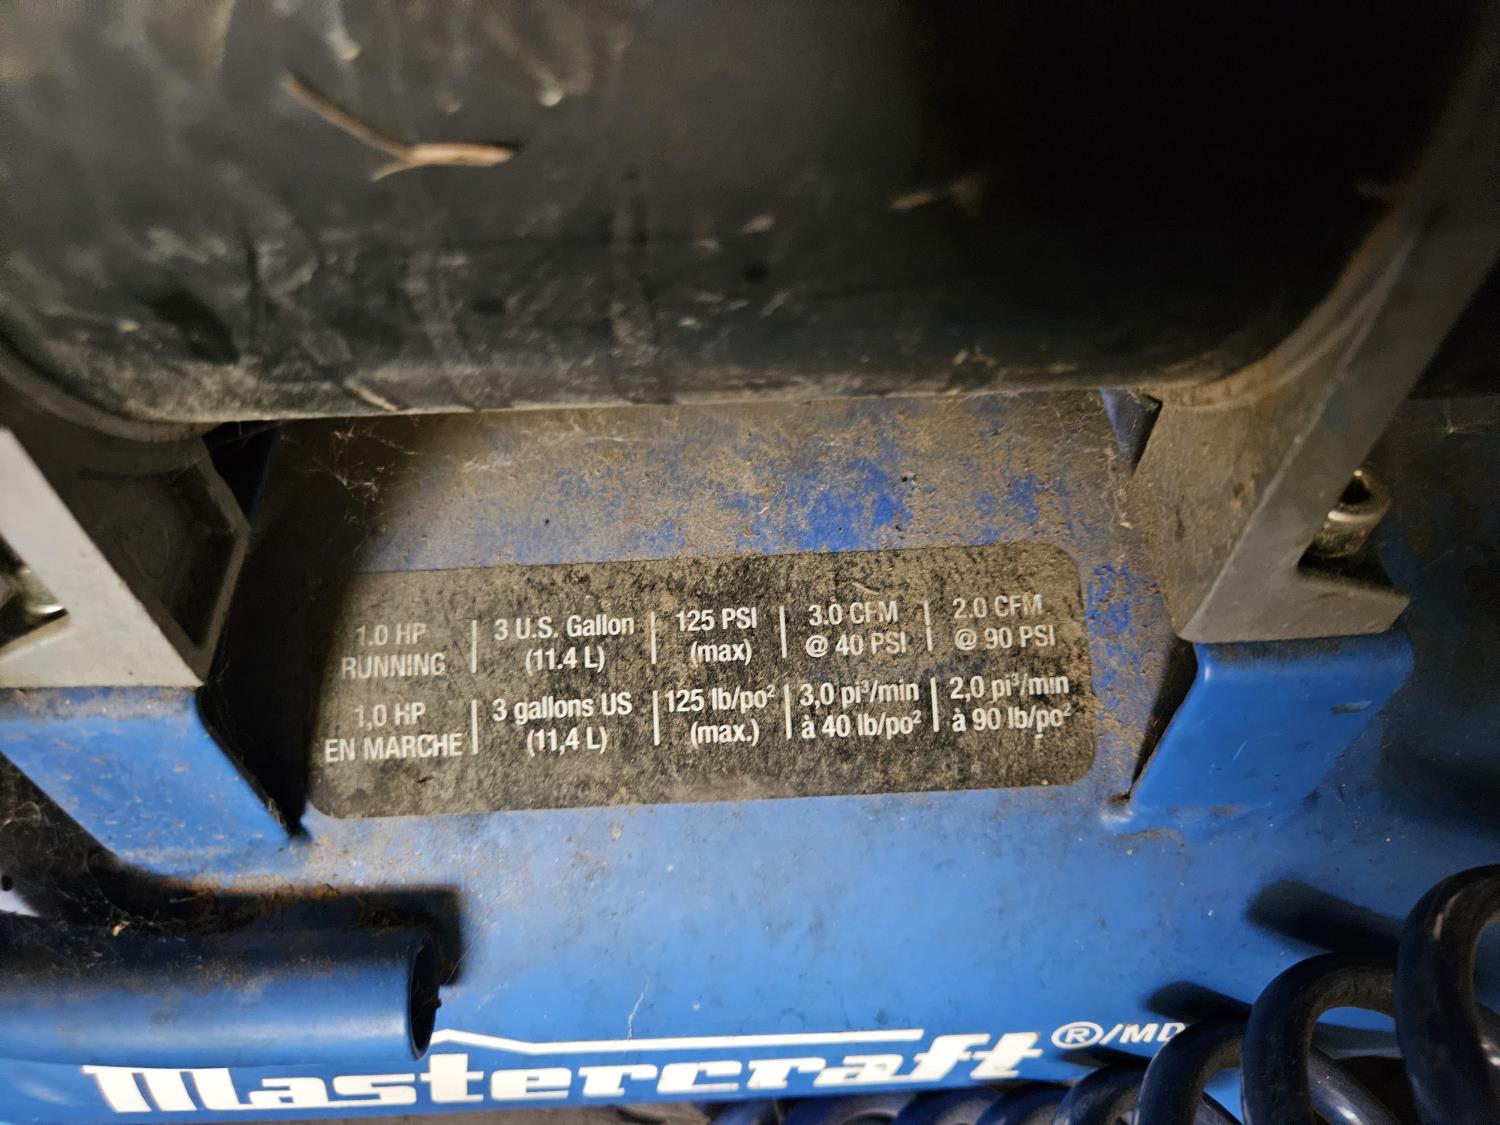 1.0 HP RUNNING | 3 U.S. Gallon (11.4 L) | 125 PSI (max) | 3.0 CFM @ 40 PSI | 2.0 CFM @ 90 PSI
1,0 HP EN MARCHE | 3 gallons US (11,4 L) | 125 lb/po² (max.) | 3,0 pi³/min à 40 lb/po² | 2,0 pi³/min à 90 lb/po²
Mastercraft®/MD